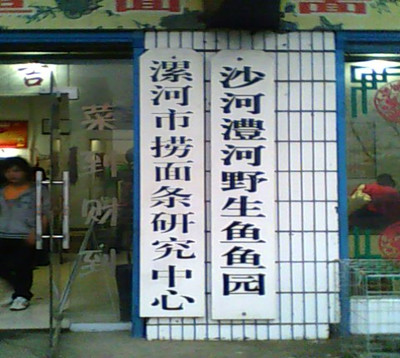 漯河市捞面条研究中心
沙河澧河野生鱼鱼园